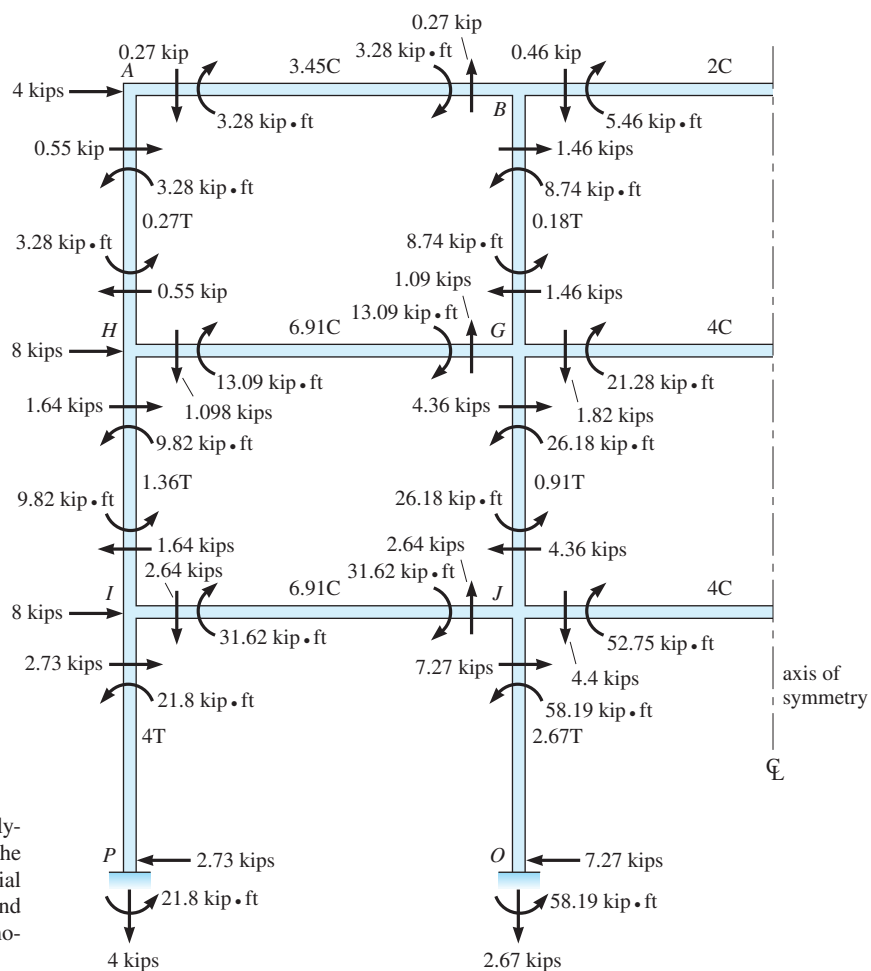 0.27 kip
0.27 kip
3.28 kip•ft
0.46 kip
A
3.45C
2C
4 kips
3.28 kip•ft
B
5.46 kip•ft
0.55 kip
1.46 kips
3.28 kip•ft
8.74 kip•ft
0.27T
0.18T
3.28 kip•ft
8.74 kip•ft
1.09 kips
0.55 kip
1.46 kips
13.09 kip•ft
H
6.91C
G
4C
8 kips
13.09 kip•ft
21.28 kip•ft
1.64 kips
1.098 kips
4.36 kips
1.82 kips
9.82 kip•ft
26.18 kip•ft
1.36T
0.91T
9.82 kip•ft
26.18 kip•ft
1.64 kips
2.64 kips
4.36 kips
2.64 kips
31.62 kip•ft
I
6.91C
J
4C
8 kips
31.62 kip•ft
52.75 kip•ft
2.73 kips
7.27 kips
4.4 kips
axis of
symmetry
21.8 kip•ft
58.19 kip•ft
4T
2.67T
℄
ly-
P
2.73 kips
O
7.27 kips
he
ial
21.8 kip•ft
58.19 kip•ft
nd
no-
4 kips
2.67 kips